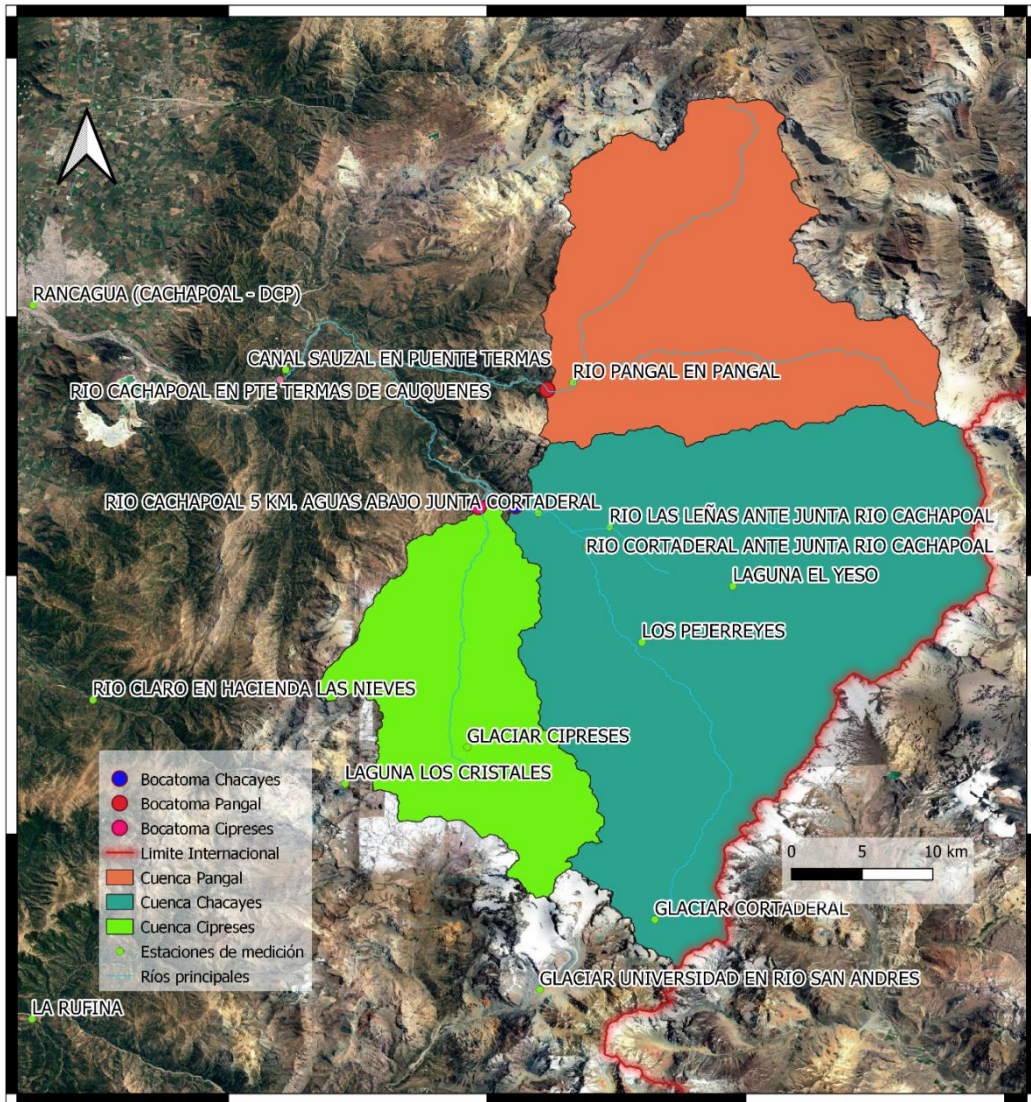 RANCAGUA (CACHAPOAL - DCP)
CANAL SAUZAL EN PUENTE TERMAS
RIO PANGAL EN PANGAL
RIO CACHAPOAL EN PTE TERMAS DE CAUQUENES
RIO CACHAPOAL 5 KM. AGUAS ABAJO JUNTA CORTADERAL
RIO LAS LEÑAS ANTE JUNTA RIO CACHAPOAL
RIO CORTADERAL ANTE JUNTA RIO CACHAPOAL
LAGUNA EL YESO
LOS PEJERREYES
RIO CLARO EN HACIENDA LAS NIEVES
GLACIAR CIPRESES
LAGUNA LOS CRISTALES
Bocatoma Chacayes
Bocatoma Pangal
Bocatoma Cipreses
Limite Internacional
Cuenca Pangal
Cuenca Chacayes
Cuenca Cipreses
Estaciones de medición
Ríos principales
0 5 10 km
GLACIAR CORTADERAL
GLACIAR UNIVERSIDAD EN RIO SAN ANDRES
LA RUFINA